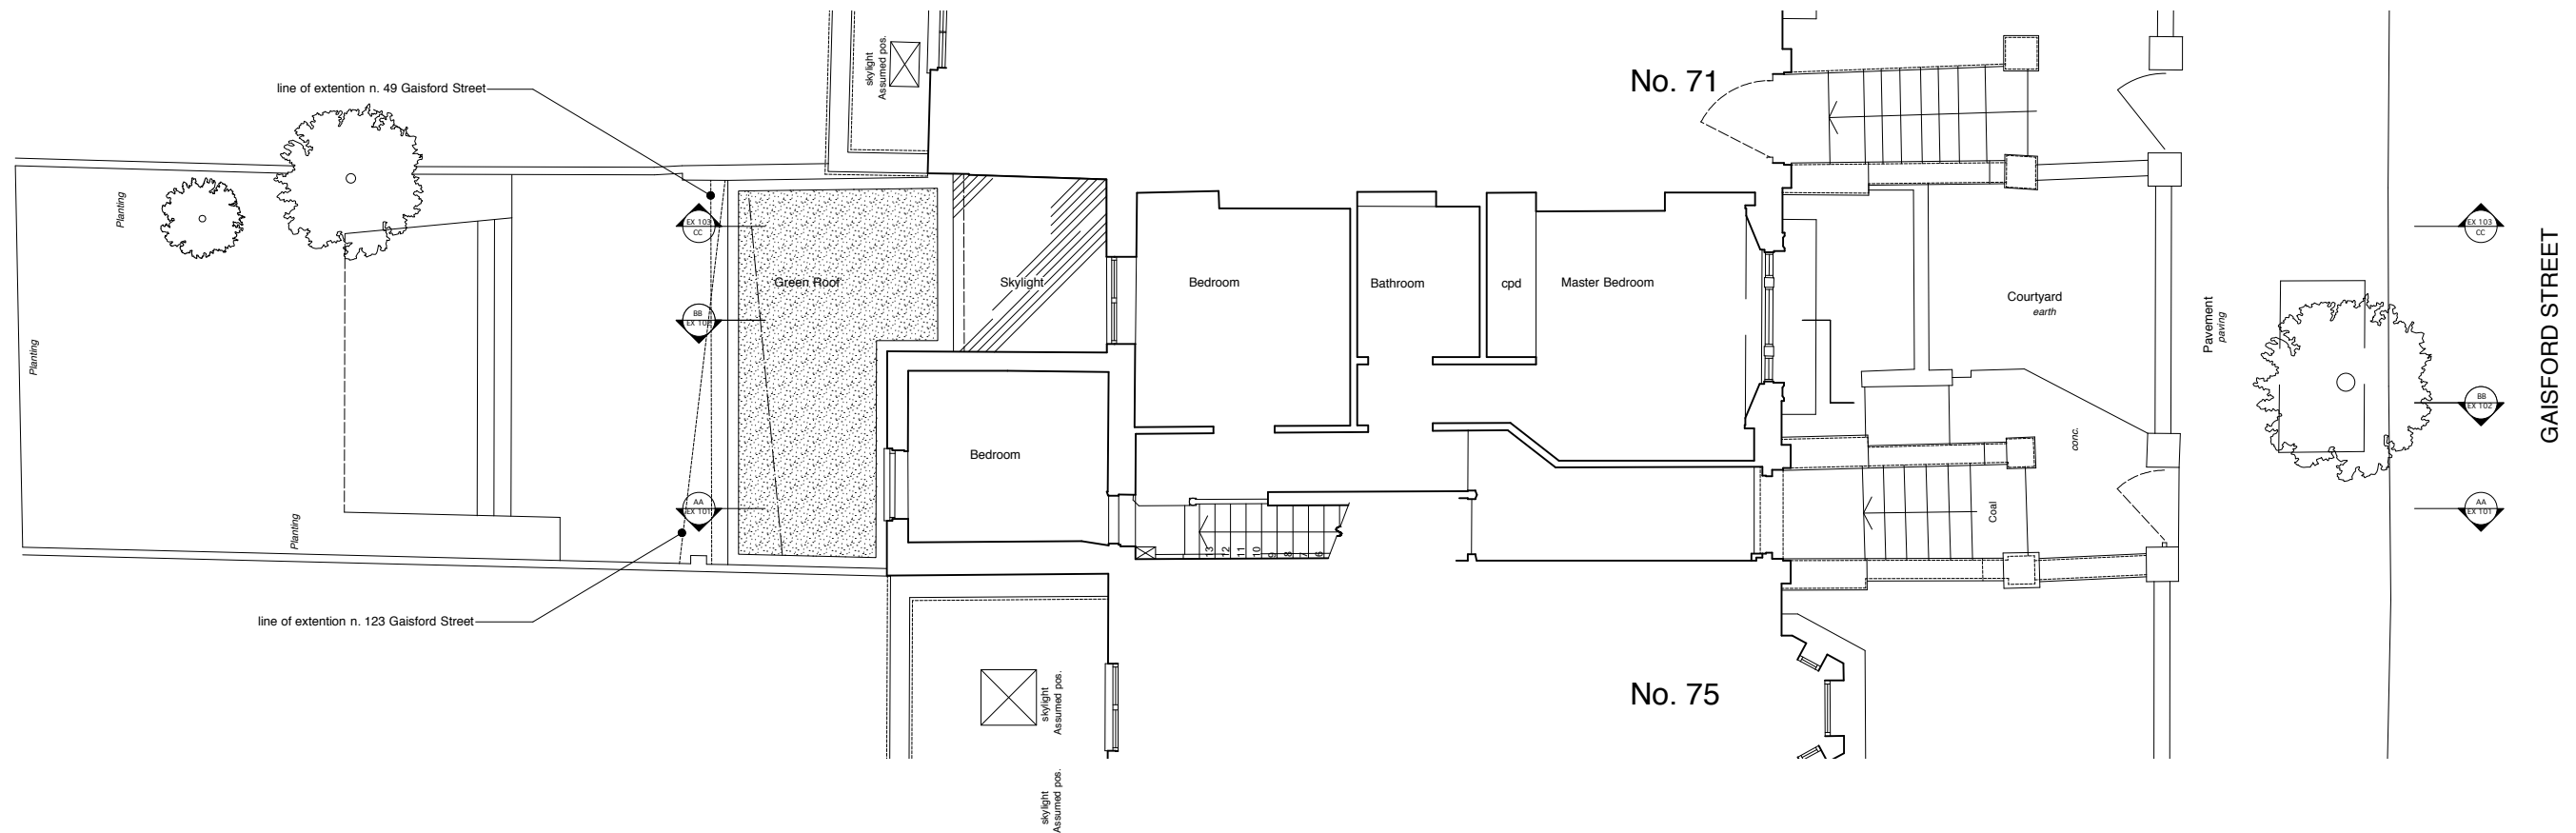 skylight
Assumed pos.
No. 71
line of extention n. 49 Gaisford Street
Planting
EX 103
CC
EX 103
CC
Green Roof
Skylight
Bedroom
Bathroom
cpd
Master Bedroom
Courtyard
earth
Pavement
paving
GAISFORD STREET
Planting
BB
EX 102
BB
EX 102
Bedroom
conc.
Planting
AA
EX 101
Coal
AA
EX 101
13
12
11
10
9
8
7
6
line of extention n. 123 Gaisford Street
No. 75
skylight
Assumed pos.
skylight
Assumed pos.